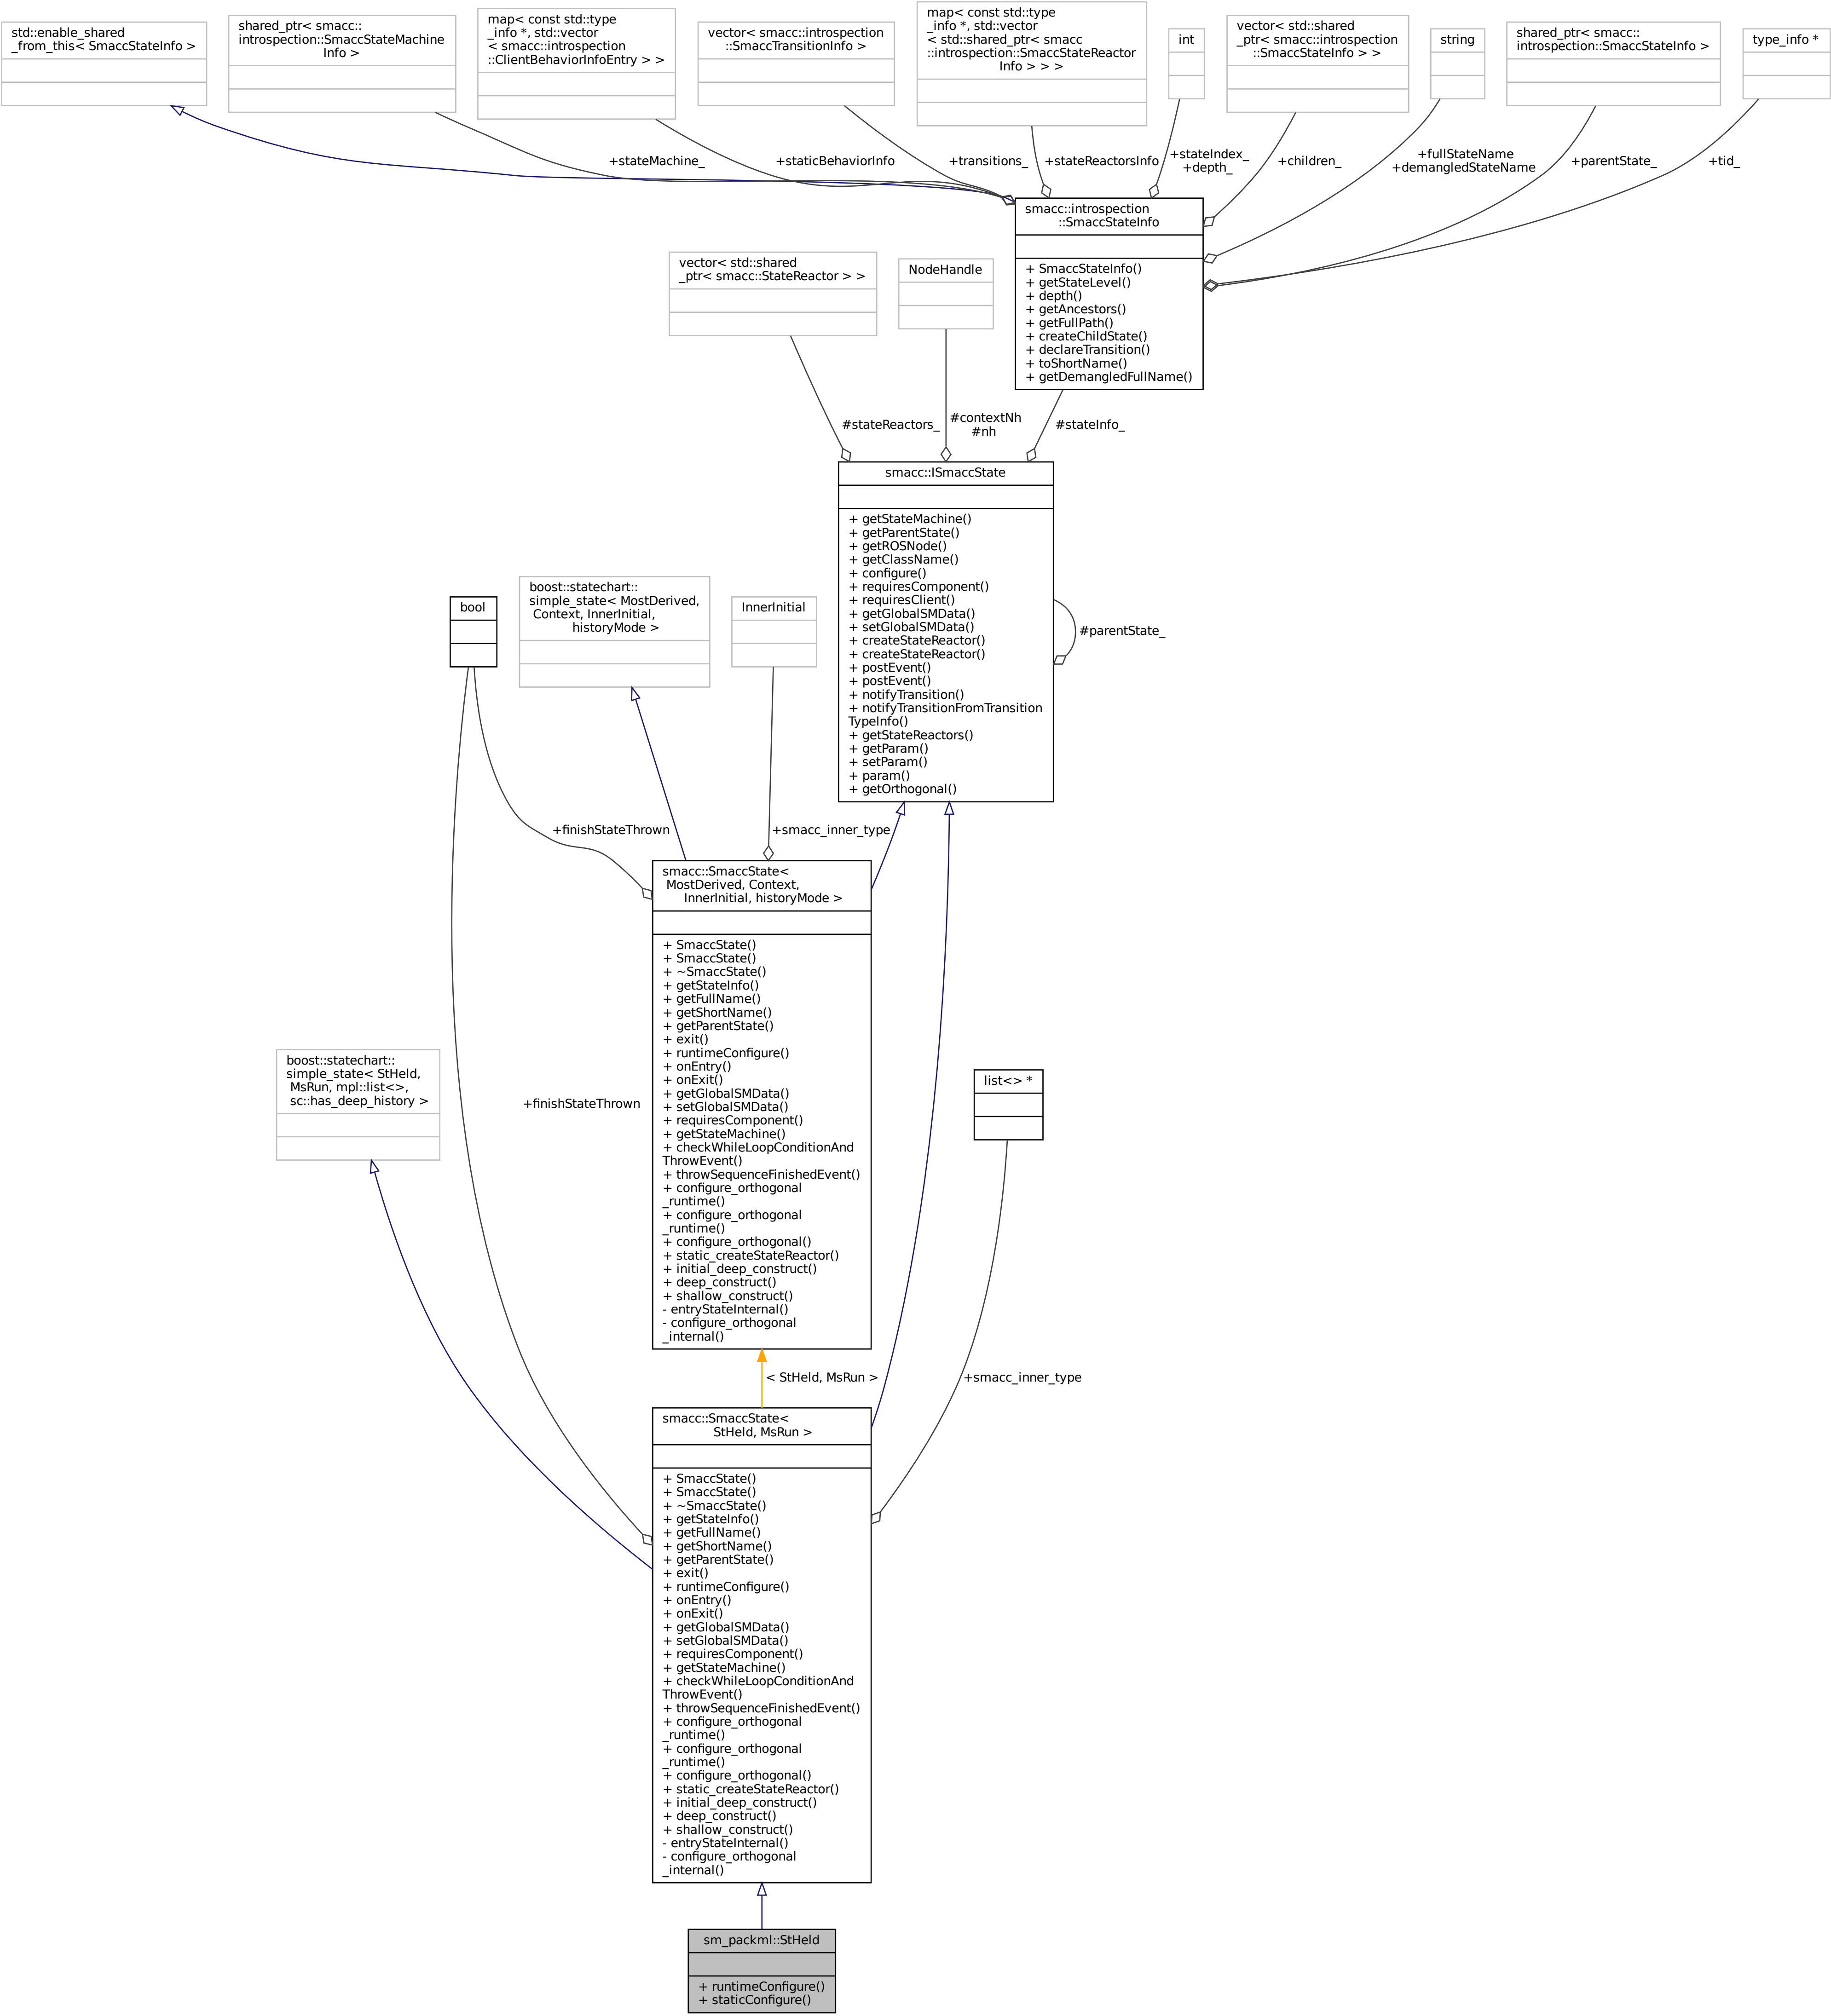 std::enable_shared
_from_this< SmaccStateInfo >
shared_ptr< smacc::
introspection::SmaccStateMachine
Info >
map< const std::type
_info *, std::vector
< smacc::introspection
::ClientBehaviorInfoEntry > >
vector< smacc::introspection
::SmaccTransitionInfo >
map< const std::type
_info *, std::vector
< std::shared_ptr< smacc
::introspection::SmaccStateReactor
Info > > >
int
vector< std::shared
_ptr< smacc::introspection
::SmaccStateInfo > >
string
shared_ptr< smacc::
introspection::SmaccStateInfo >
type_info *
+stateMachine_
+staticBehaviorInfo
+transitions_
+stateReactorsInfo
+stateIndex_
+depth_
+children_
+fullStateName
+demangledStateName
+parentState_
+tid_
smacc::introspection
::SmaccStateInfo
+ SmaccStateInfo()
+ getStateLevel()
+ depth()
+ getAncestors()
+ getFullPath()
+ createChildState()
+ declareTransition()
+ toShortName()
+ getDemangledFullName()
vector< std::shared
_ptr< smacc::StateReactor > >
NodeHandle
#stateReactors_
#contextNh
#nh
#stateInfo_
smacc::ISmaccState
+ getStateMachine()
+ getParentState()
+ getROSNode()
+ getClassName()
+ configure()
+ requiresComponent()
+ requiresClient()
+ getGlobalSMData()
+ setGlobalSMData()
+ createStateReactor()
+ createStateReactor()
+ postEvent()
+ postEvent()
+ notifyTransition()
+ notifyTransitionFromTransition
TypeInfo()
+ getStateReactors()
+ getParam()
+ setParam()
+ param()
+ getOrthogonal()
#parentState_
bool
boost::statechart::
simple_state< MostDerived,
Context, InnerInitial,
historyMode >
InnerInitial
+finishStateThrown
+smacc_inner_type
smacc::SmaccState<
MostDerived, Context,
InnerInitial, historyMode >
+ SmaccState()
+ SmaccState()
+ ~SmaccState()
+ getStateInfo()
+ getFullName()
+ getShortName()
+ getParentState()
+ exit()
+ runtimeConfigure()
+ onEntry()
+ onExit()
+ getGlobalSMData()
+ setGlobalSMData()
+ requiresComponent()
+ getStateMachine()
+ checkWhileLoopConditionAnd
ThrowEvent()
+ throwSequenceFinishedEvent()
+ configure_orthogonal
_runtime()
+ configure_orthogonal
_runtime()
+ configure_orthogonal()
+ static_createStateReactor()
+ initial_deep_construct()
+ deep_construct()
+ shallow_construct()
- entryStateInternal()
- configure_orthogonal
_internal()
boost::statechart::
simple_state< StHeld,
MsRun, mpl::list<>,
sc::has_deep_history >
+finishStateThrown
list<> *
< StHeld, MsRun >
+smacc_inner_type
smacc::SmaccState<
StHeld, MsRun >
+ SmaccState()
+ SmaccState()
+ ~SmaccState()
+ getStateInfo()
+ getFullName()
+ getShortName()
+ getParentState()
+ exit()
+ runtimeConfigure()
+ onEntry()
+ onExit()
+ getGlobalSMData()
+ setGlobalSMData()
+ requiresComponent()
+ getStateMachine()
+ checkWhileLoopConditionAnd
ThrowEvent()
+ throwSequenceFinishedEvent()
+ configure_orthogonal
_runtime()
+ configure_orthogonal
_runtime()
+ configure_orthogonal()
+ static_createStateReactor()
+ initial_deep_construct()
+ deep_construct()
+ shallow_construct()
- entryStateInternal()
- configure_orthogonal
_internal()
sm_packml::StHeld
+ runtimeConfigure()
+ staticConfigure()